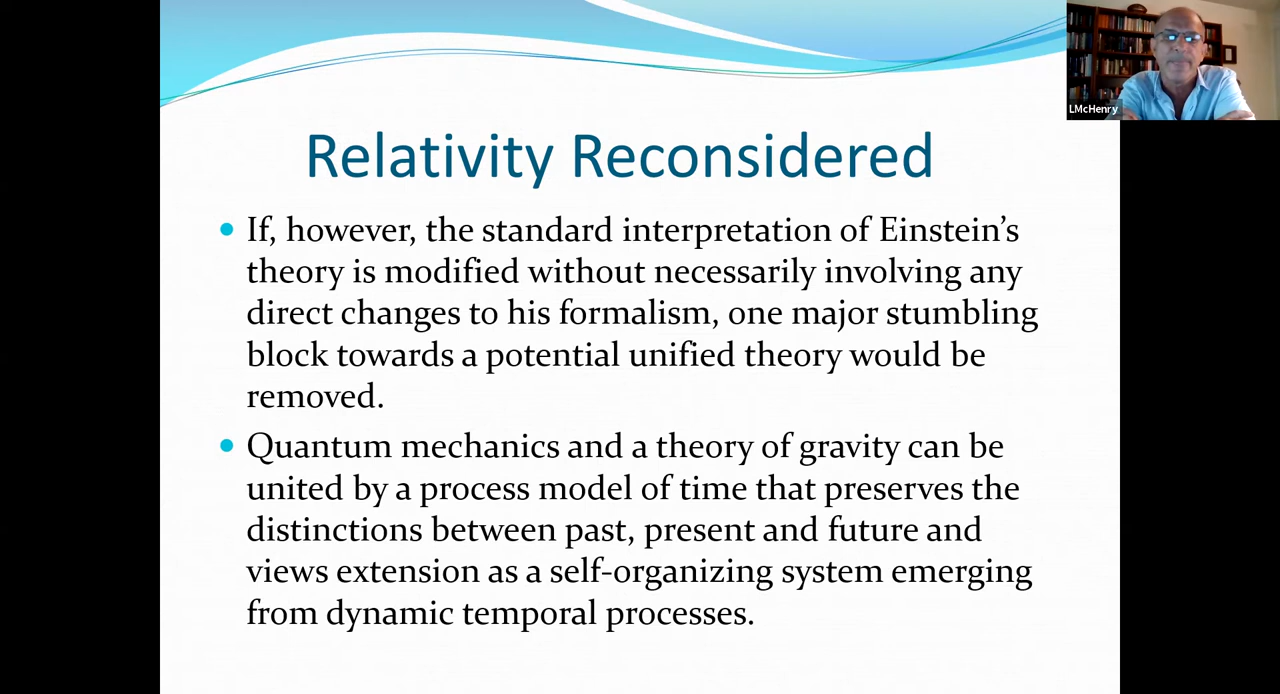 LMcHenry
Relativity Reconsidered
• If, however, the standard interpretation of Einstein’s
theory is modified without necessarily involving any
direct changes to his formalism, one major stumbling
block towards a potential unified theory would be
removed.
• Quantum mechanics and a theory of gravity can be
united by a process model of time that preserves the
distinctions between past, present and future and
views extension as a self-organizing system emerging
from dynamic temporal processes.